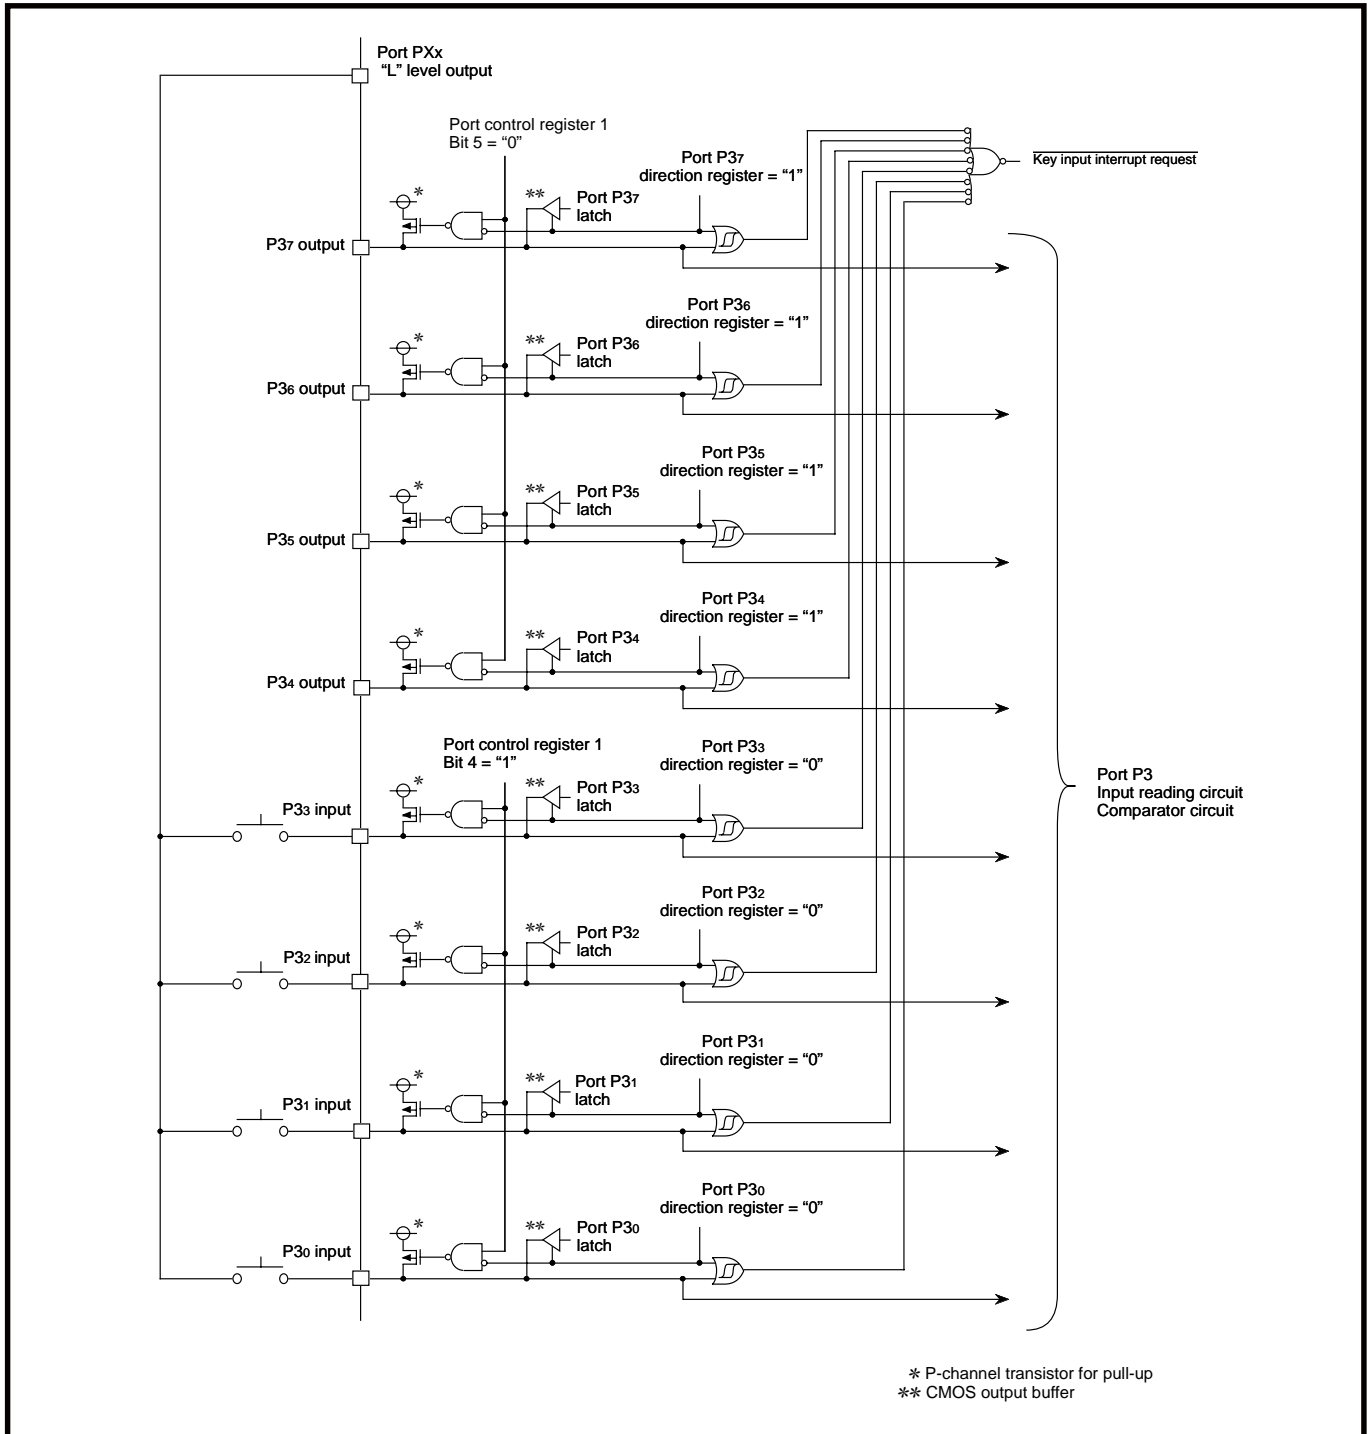 Port PXx
“L” level output
Port control register 1
Bit 5 = “0”
Port P37
direction register = “1”
Key input interrupt request
*
**
Port P37
latch
P37 output
Port P36
direction register = “1”
*
**
Port P36
latch
P36 output
Port P35
direction register = “1”
*
**
Port P35
latch
P35 output
Port P34
direction register = “1”
*
**
Port P34
latch
P34 output
Port control register 1
Bit 4 = “1”
Port P33
direction register = “0”
*
**
Port P33
latch
P33 input
Port P3
Input reading circuit
Comparator circuit
Port P32
direction register = “0”
*
**
Port P32
latch
P32 input
Port P31
direction register = “0”
*
**
Port P31
latch
P31 input
Port P30
direction register = “0”
*
**
Port P30
latch
P30 input
* P-channel transistor for pull-up
** CMOS output buffer